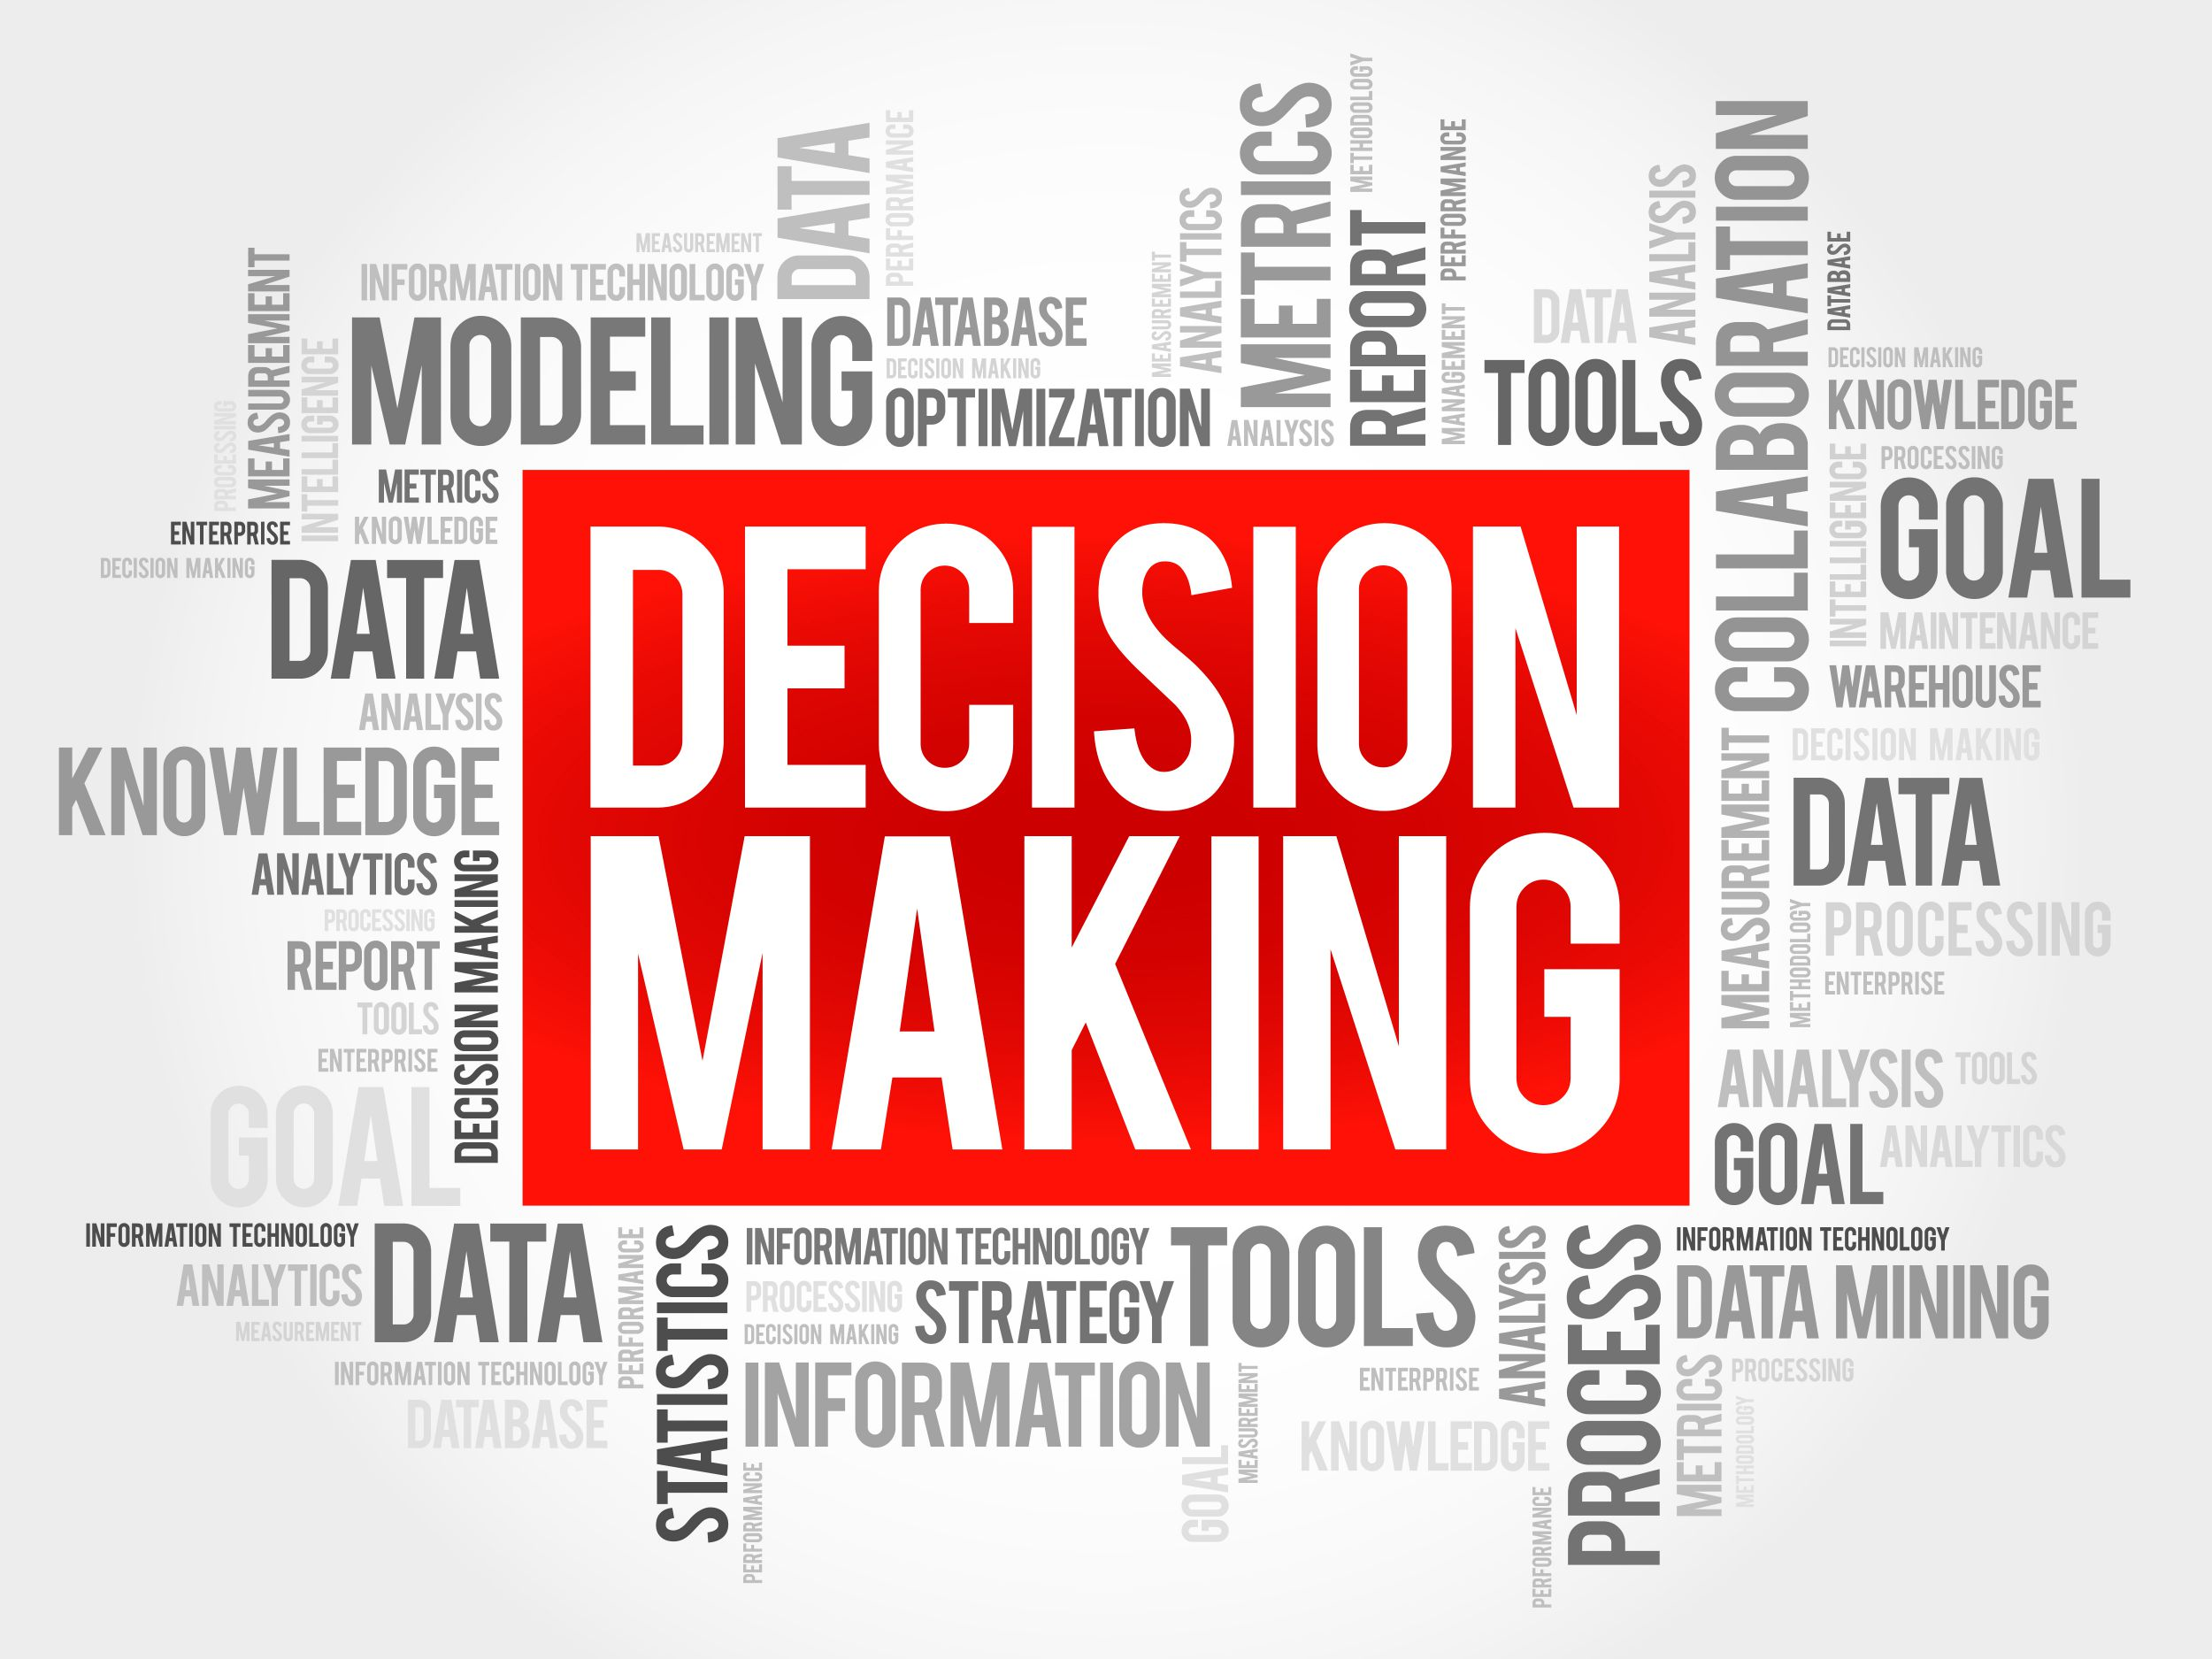 METHODOLOGY
METRICS
COLLABORATION
PERFORMANCE
DATA
PERFORMANCE
ANALYSIS
ANALYTICS
REPORT
MEASUREMENT
DATABASE
MEASUREMENT
INFORMATION TECHNOLOGY
MEASUREMENT
DATABASE
DATA
MANAGEMENT
MODELING
INTELLIGENCE
DECISION MAKING
DECISION MAKING
TOOLS
OPTIMIZATION
KNOWLEDGE
PROCESSING
ANALYSIS
INTELLIGENCE
PROCESSING
METRICS
GOAL
KNOWLEDGE
ENTERPRISE
DECISION MAKING
DATA
DECISION
MAKING
MAINTENANCE
ANALYSIS
WAREHOUSE
MEASUREMENT
DECISION MAKING
KNOWLEDGE
DATA
ANALYTICS
DECISION MAKING
METHODOLOGY
PROCESSING
PROCESSING
REPORT
ENTERPRISE
TOOLS
ENTERPRISE
ANALYSIS
TOOLS
GOAL
GOAL
ANALYTICS
INFORMATION TECHNOLOGY
DATA
PERFORMANCE
STATISTICS
INFORMATION TECHNOLOGY
TOOLS
ANALYSIS
PROCESS
INFORMATION TECHNOLOGY
ANALYTICS
PROCESSING
STRATEGY
DATA MINING
MEASUREMENT
DECISION MAKING
INFORMATION TECHNOLOGY
INFORMATION
MEASUREMENT
ENTERPRISE
METRICS
PROCESSING
DATABASE
METHODOLOGY
KNOWLEDGE
GOAL
PERFORMANCE
PERFORMANCE